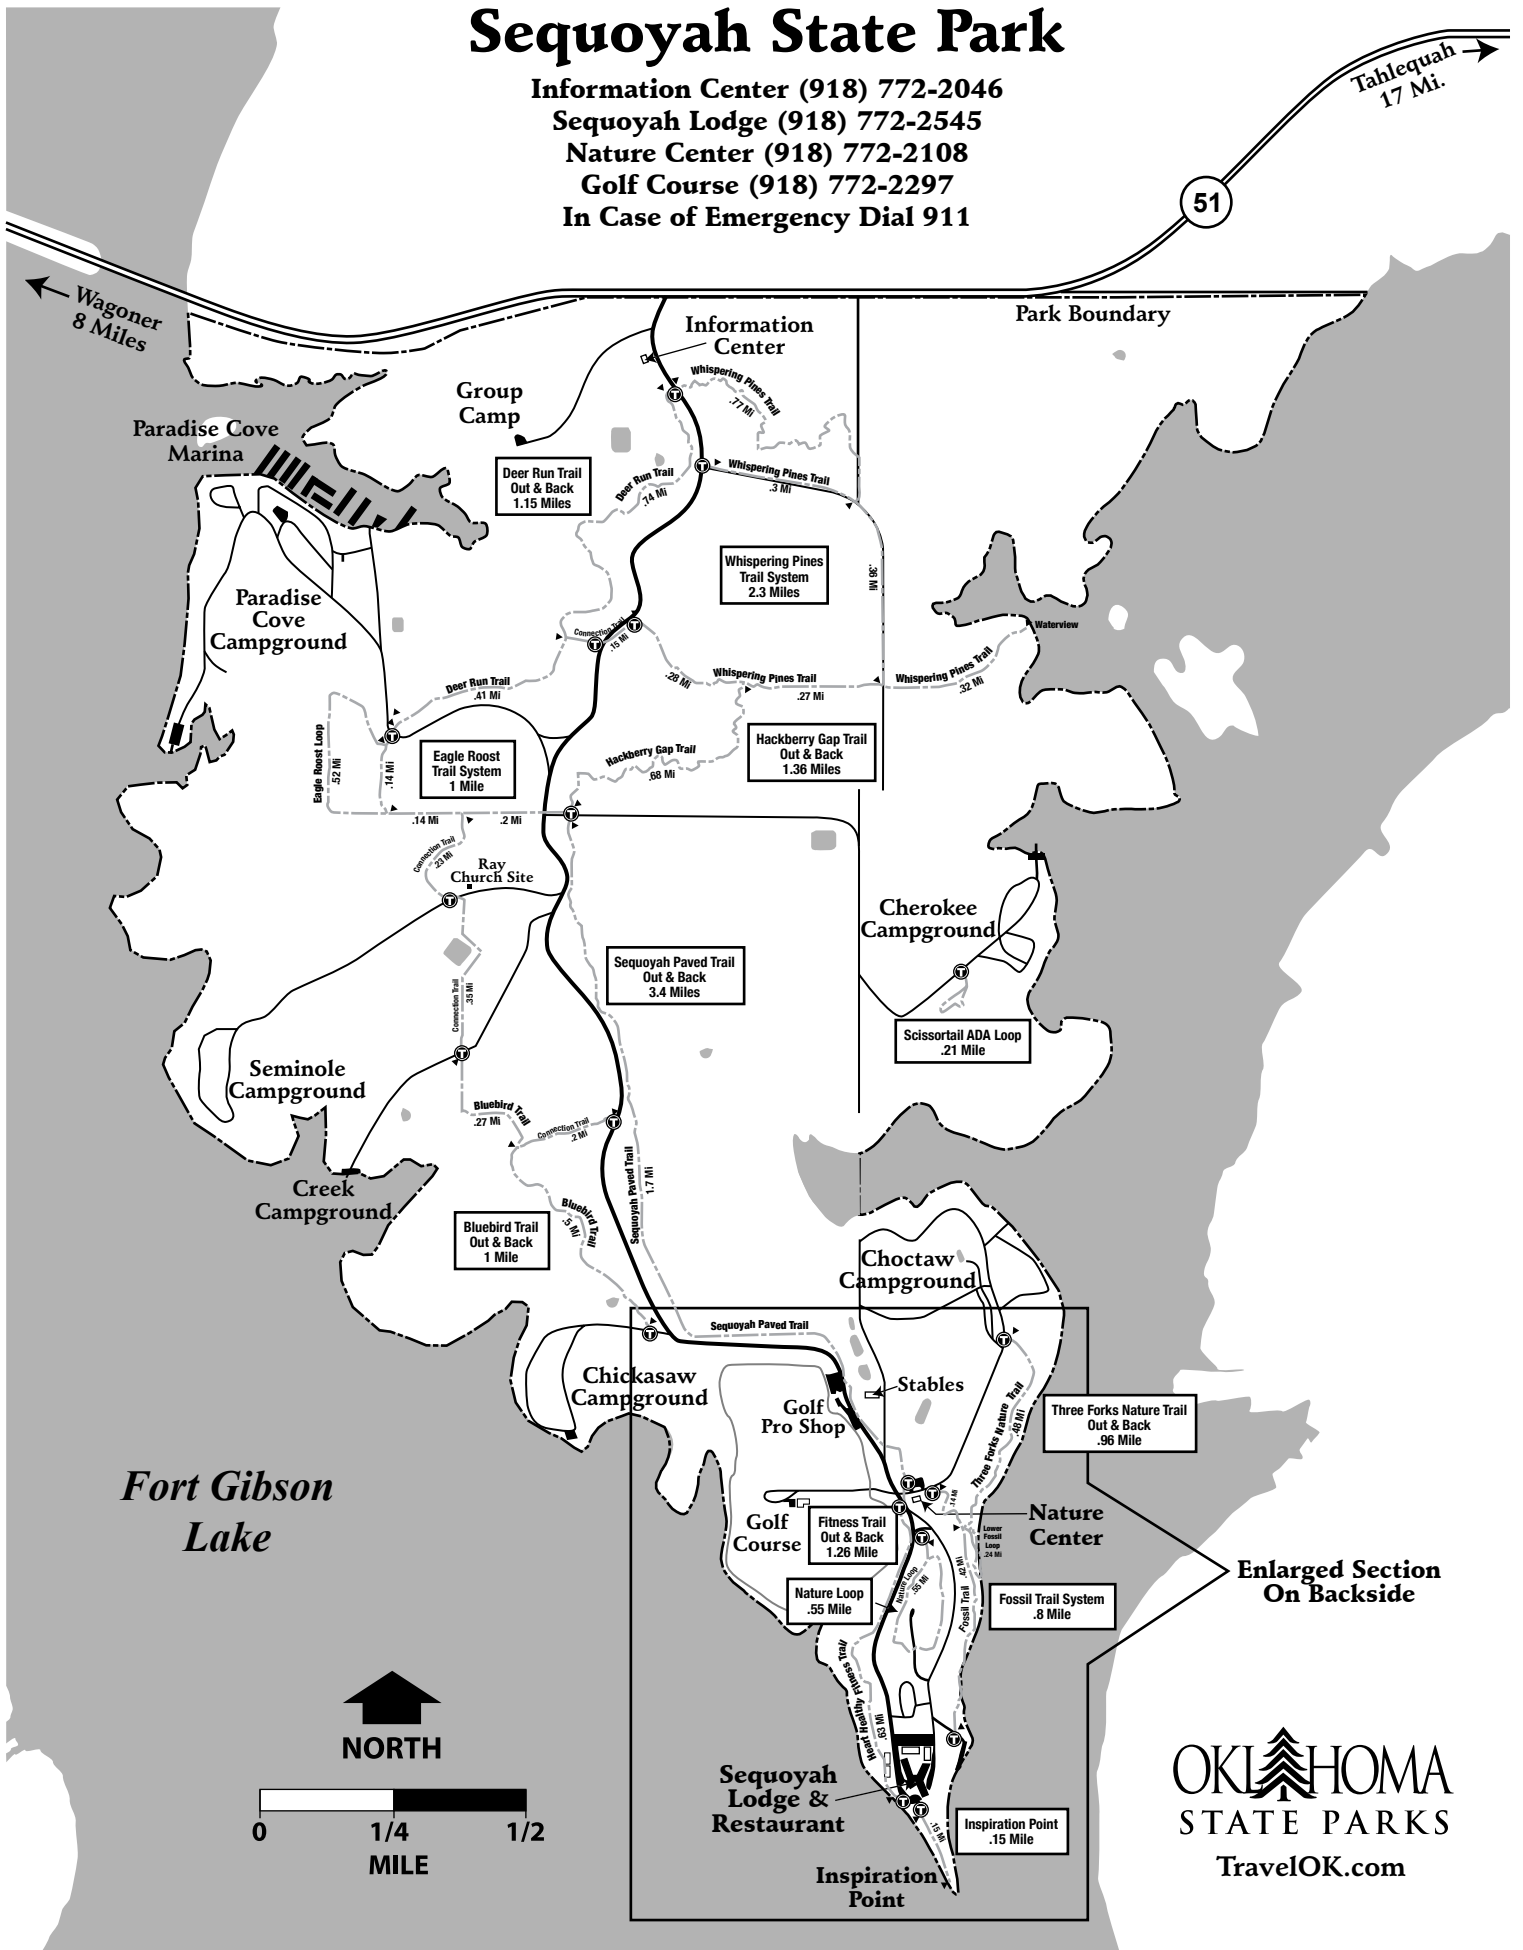 Sequoyah State Park
Information Center (918) 772-2046
Sequoyah Lodge (918) 772-2545
Nature Center (918) 772-2108
Golf Course (918) 772-2297
In Case of Emergency Dial 911
Tahlequah
17 Mi.
51
Wagoner
8 Miles
Park Boundary
Information
Center
Whispering Pines Trail
.77 Mi
Group
Camp
Paradise Cove
Marina
Deer Run Trail
Out & Back
1.15 Miles
Deer Run Trail
.74 Mi
Whispering Pines Trail
.3 Mi
Whispering Pines
Trail System
2.3 Miles
.36 Mi
Paradise
Cove
Campground
Connection Trail
.15 Mi
Waterview
Deer Run Trail
.41 Mi
.28 Mi
Whispering Pines Trail
.27 Mi
Whispering Pines Trail
.32 Mi
Eagle Roost Loop
.52 Mi
.14 Mi
Eagle Roost
Trail System
1 Mile
Hackberry Gap Trail
.68 Mi
Hackberry Gap Trail
Out & Back
1.36 Miles
.14 Mi
.2 Mi
Connection Trail
.23 Mi
Ray
Church Site
Cherokee
Campground
Sequoyah Paved Trail
Out & Back
3.4 Miles
Connection Trail
.35 Mi
Scissortail ADA Loop
.21 Mile
Seminole
Campground
Bluebird Trail
.27 Mi
Connection Trail
.2 Mi
Sequoyah Paved Trail
1.7 Mi
Creek
Campground
Bluebird Trail
.5 Mi
Bluebird Trail
Out & Back
1 Mile
Choctaw
Campground
Sequoyah Paved Trail
Chickasaw
Campground
Stables
Golf
Pro Shop
Three Forks Nature Trail
.48 Mi
Three Forks Nature Trail
Out & Back
.96 Mile
Fort Gibson
Lake
.14 Mi
Nature
Center
Golf
Course
Fitness Trail
Out & Back
1.26 Mile
Lower
Fossil
Loop
.24 Mi
Enlarged Section
On Backside
Nature Loop
.55 Mile
Nature Loop
.55 Mi
.42 Mi
Fossil Trail
Fossil Trail System
.8 Mile
Heart Healthy Fitness Trail
.63 Mi
NORTH
0
1/4
1/2
MILE
Sequoyah
Lodge &
Restaurant
.15 Mi
Inspiration Point
.15 Mile
Inspiration
Point
OKLAHOMA
STATE PARKS
TravelOK.com